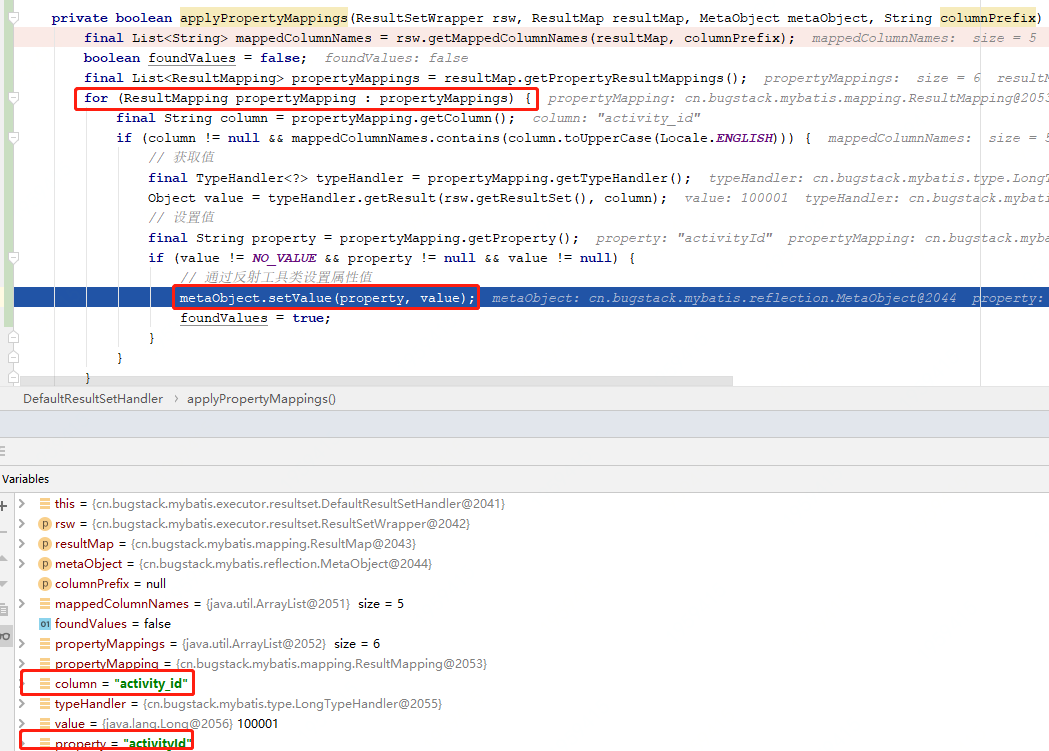 private boolean applyPropertyMappings(ResultSetWrapper rsw, ResultMap resultMap, MetaObject metaObject, String columnPrefix)
final List<String> mappedColumnNames = rsw.getMappedColumnNames(resultMap, columnPrefix); mappedColumnNames: size = 5
boolean foundValues = false; foundValues: false
final List<ResultMapping> propertyMappings = resultMap.getPropertyResultMappings(); propertyMappings: size = 6 resultM
for (ResultMapping propertyMapping : propertyMappings) { propertyMapping: cn.bugstack.mybatis.mapping.ResultMapping@2053
final String column = propertyMapping.getColumn(); column: "activity_id"
if (column != null && mappedColumnNames.contains(column.toUpperCase(Locale.ENGLISH))) { mappedColumnNames: size = 5
// 获取值
final TypeHandler<?> typeHandler = propertyMapping.getTypeHandler(); typeHandler: cn.bugstack.mybatis.type.LongT
Object value = typeHandler.getResult(rsw.getResultSet(), column); value: 100001 typeHandler: cn.bugstack.mybati
// 设置值
final String property = propertyMapping.getProperty(); property: "activityId" propertyMapping: cn.bugstack.myba
if (value != NO_VALUE && property != null && value != null) {
// 通过反射工具类设置属性值
metaObject.setValue(property, value); metaObject: cn.bugstack.mybatis.reflection.MetaObject@2044 property:
foundValues = true;
}
}
}
DefaultResultSetHandler › applyPropertyMappings()
Variables
this = {cn.bugstack.mybatis.executor.resultset.DefaultResultSetHandler@2041}
p rsw = {cn.bugstack.mybatis.executor.resultset.ResultSetWrapper@2042}
p resultMap = {cn.bugstack.mybatis.mapping.ResultMap@2043}
p metaObject = {cn.bugstack.mybatis.reflection.MetaObject@2044}
p columnPrefix = null
mappedColumnNames = {java.util.ArrayList@2051} size = 5
01 foundValues = false
propertyMappings = {java.util.ArrayList@2052} size = 6
propertyMapping = {cn.bugstack.mybatis.mapping.ResultMapping@2053}
column = "activity_id"
typeHandler = {cn.bugstack.mybatis.type.LongTypeHandler@2055}
value = {java.lang.Long@2056} 100001
property = "activityId"